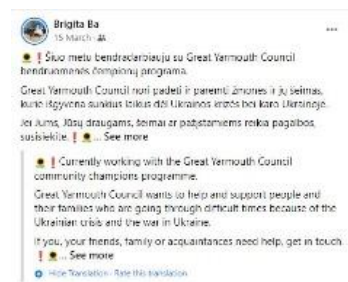 Brigita Ba
15 March ·
Šiuo metu bendradarbiauju su Great Yarmouth Council
bendruomenės čempionų programa.
Great Yarmouth Council nori padėti ir paremti žmones ir jų šeimas,
kurie išgyvena sunkius laikus dėl Ukrainos krizės bei karo Ukrainoje.
Jei Jums, Jūsų draugams, šeimai ar pažįstamiems reikia pagalbos,
susisiekite. ❗ 🌻... See more
🌻 ❗ Currently working with the Great Yarmouth Council
community champions programme.
Great Yarmouth Council wants to help and support people and
their families who are going through difficult times because of the
Ukrainian crisis and the war in Ukraine.
If you, your friends, family or acquaintances need help, get in touch.
❗ 🌻... See more
Hide Translation · Rate this translation